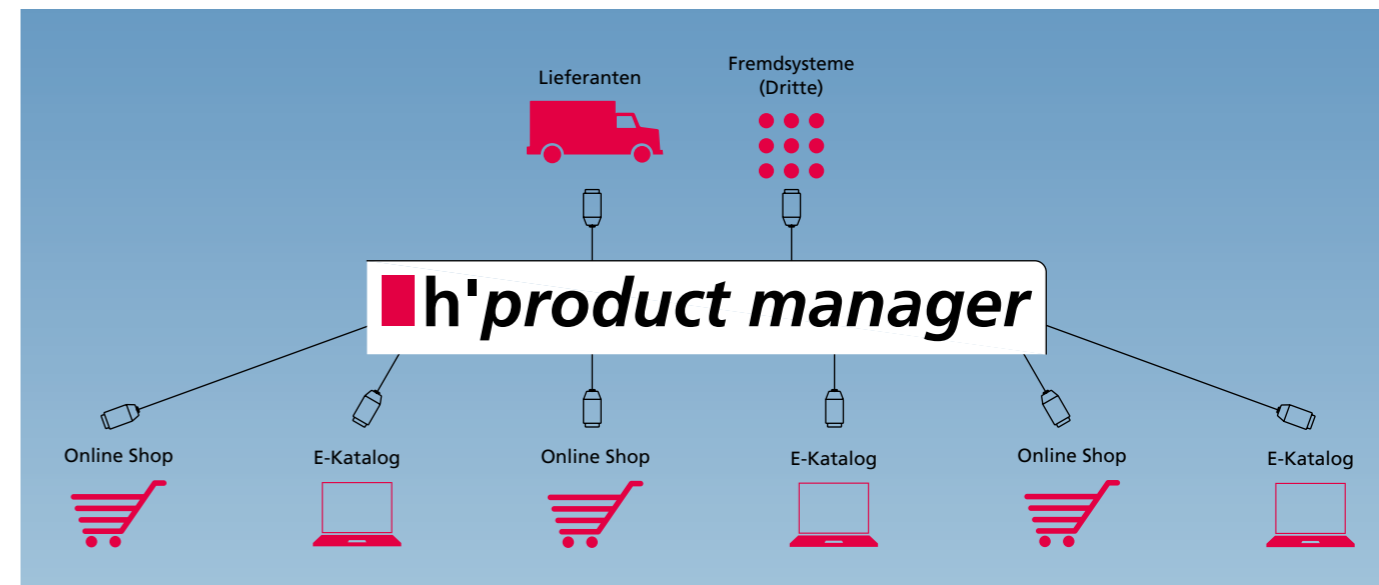 Lieferanten
Fremdsysteme
(Dritte)
h'product manager
Online Shop
E-Katalog
Online Shop
E-Katalog
Online Shop
E-Katalog